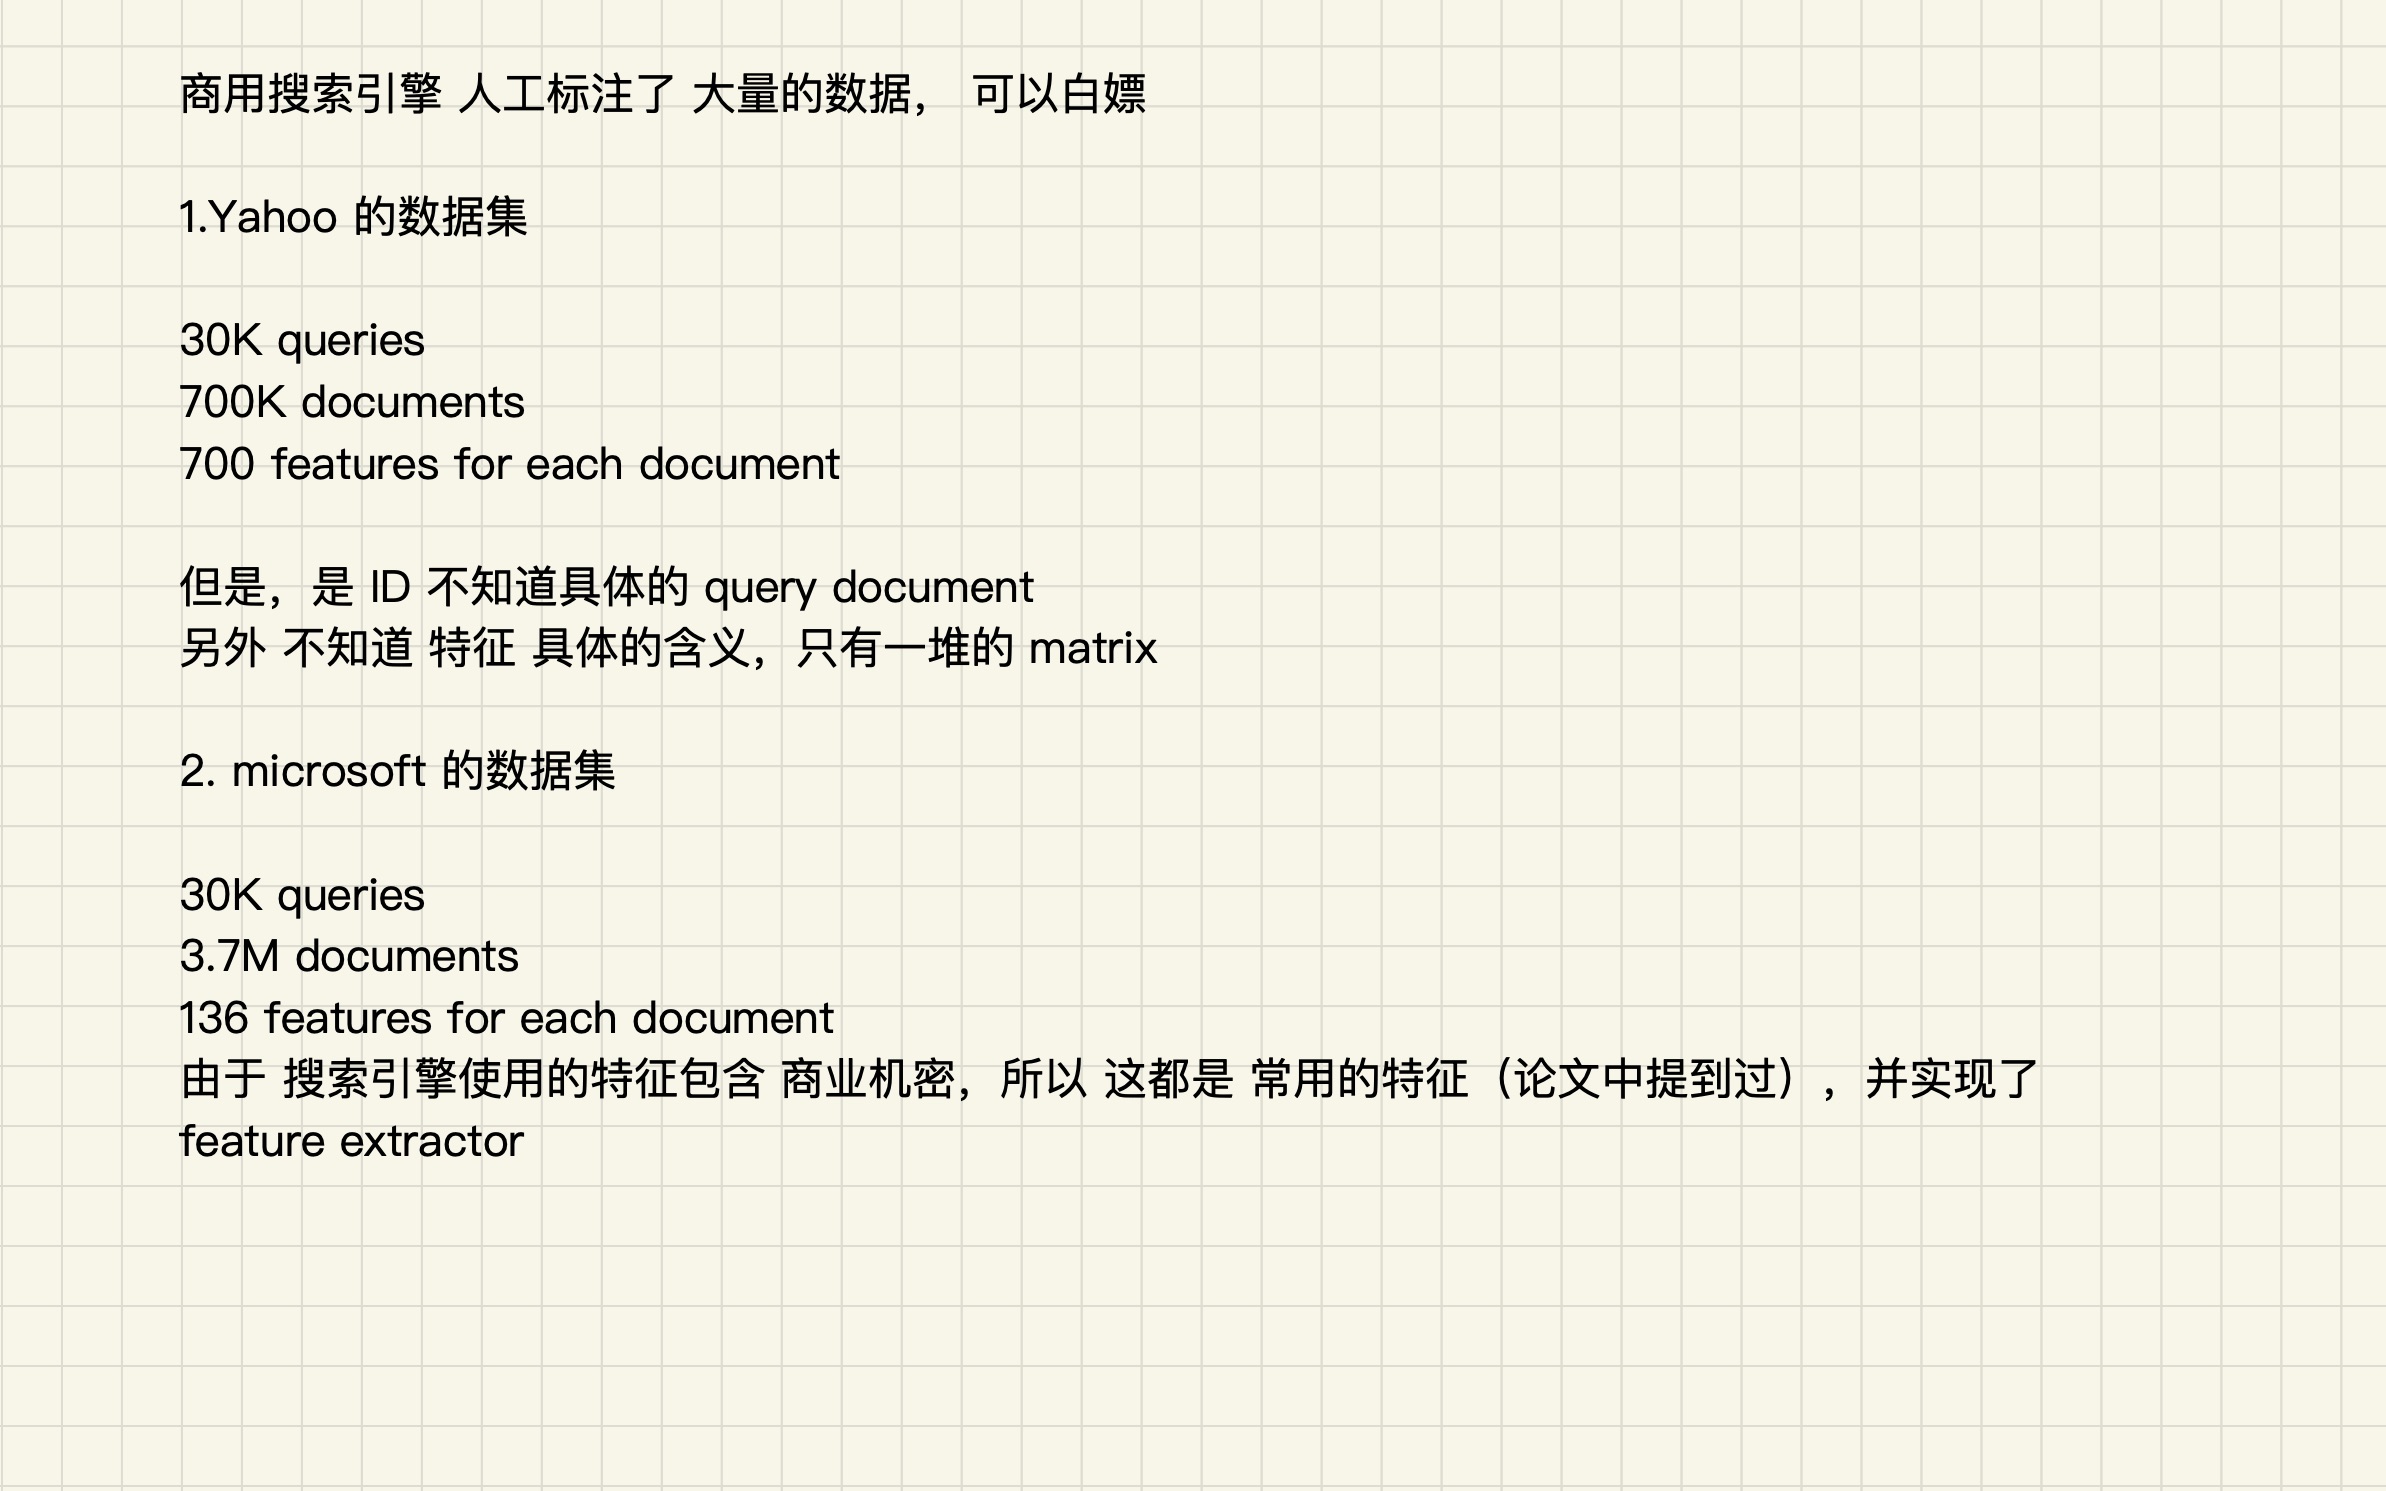 商用搜索引擎 人工标注了 大量的数据， 可以白嫖
1.Yahoo 的数据集
30K queries
700K documents
700 features for each document
但是，是 ID 不知道具体的 query document
另外 不知道 特征 具体的含义，只有一堆的 matrix
2. microsoft 的数据集
30K queries
3.7M documents
136 features for each document
由于 搜索引擎使用的特征包含 商业机密，所以 这都是 常用的特征（论文中提到过），并实现了
feature extractor